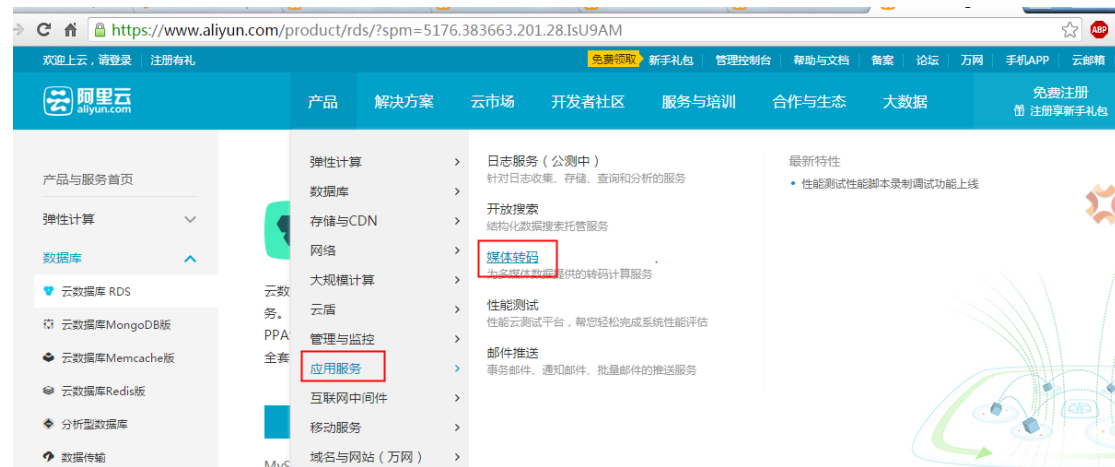 https://www.aliyun.com/product/rds/?spm=5176.383663.201.28.IsU9AM
ABP
欢迎上云，请登录 注册有礼 免费领取 新手礼包 管理控制台 帮助与文档 备案 论坛 万网 手机APP 云邮箱
阿里云
aliyun.com
产品 解决方案 云市场 开发者社区 服务与培训 合作与生态 大数据
免费注册
注册享新手礼包
产品与服务首页
弹性计算
数据库
云数据库 RDS
云数据库MongoDB版
云数据库Memcache版
云数据库Redis版
分析型数据库
数据传输
云数
务。
PPA
全套
弹性计算
数据库
存储与CDN
网络
大规模计算
云盾
管理与监控
应用服务
互联网中间件
移动服务
域名与网站（万网）
日志服务（公测中）
针对日志收集、存储、查询和分析的服务
开放搜索
结构化数据搜索托管服务
媒体转码
为多媒体数据提供的转码计算服务
性能测试
性能云测试平台，帮您轻松完成系统性能评估
邮件推送
事务邮件、通知邮件、批量邮件的推送服务
最新特性
• 性能测试性能脚本录制调试功能上线